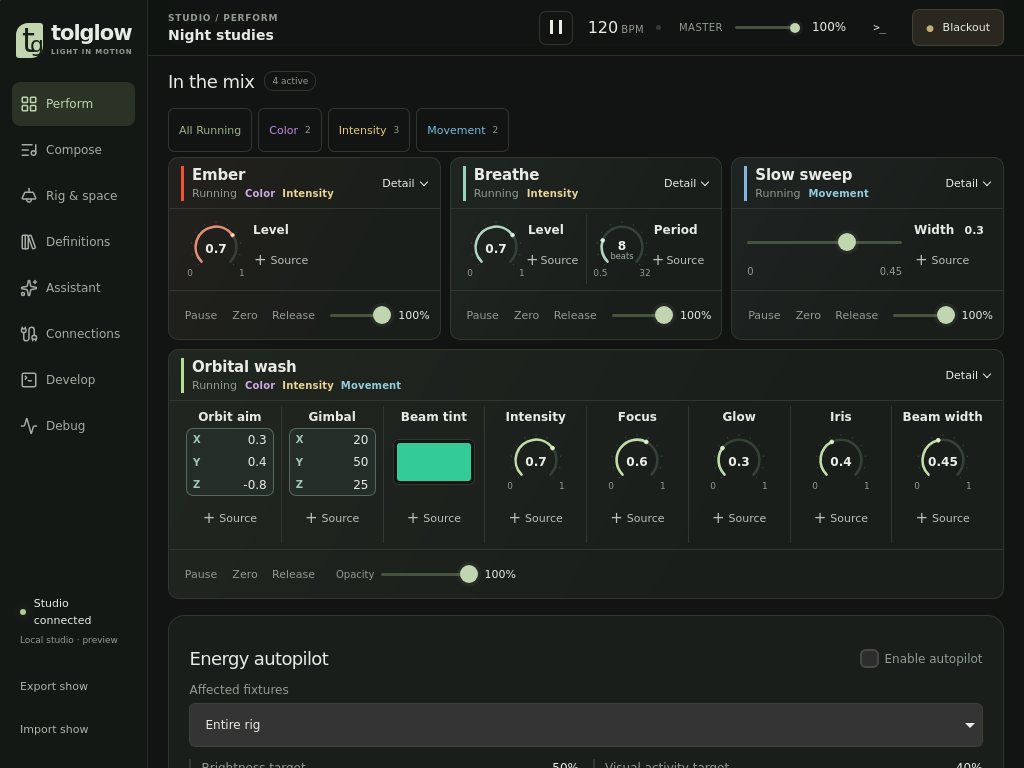 tolglow
LIGHT IN MOTION
Perform
Compose
Rig & space
Definitions
Assistant
Connections
Develop
Debug
Studio
connected
Local studio · preview
Export show
Import show
STUDIO / PERFORM
Night studies
120 BPM
MASTER
100%
>_
Blackout
In the mix
4 active
All Running
Color 2
Intensity 3
Movement 2
Ember
Running Color Intensity
Detail
0.7
0 1
Level
+ Source
Pause Zero Release 100%
Breathe
Running Intensity
Detail
0.7
0 1
Level
+ Source
8
beats
0.5 32
Period
+ Source
Pause Zero Release 100%
Slow sweep
Running Movement
Detail
0 0.45
Width 0.3
+ Source
Pause Zero Release 100%
Orbital wash
Running Color Intensity Movement
Detail
Orbit aim
X 0.3
Y 0.4
Z -0.8
+ Source
Gimbal
X 20
Y 50
Z 25
+ Source
Beam tint
+ Source
Intensity
0.7
0 1
+ Source
Focus
0.6
0 1
+ Source
Glow
0.3
0 1
+ Source
Iris
0.4
0 1
+ Source
Beam width
0.45
0 1
+ Source
Pause Zero Release Opacity 100%
Energy autopilot
Enable autopilot
Affected fixtures
Entire rig
Brightness target 50%
Visual activity target 40%